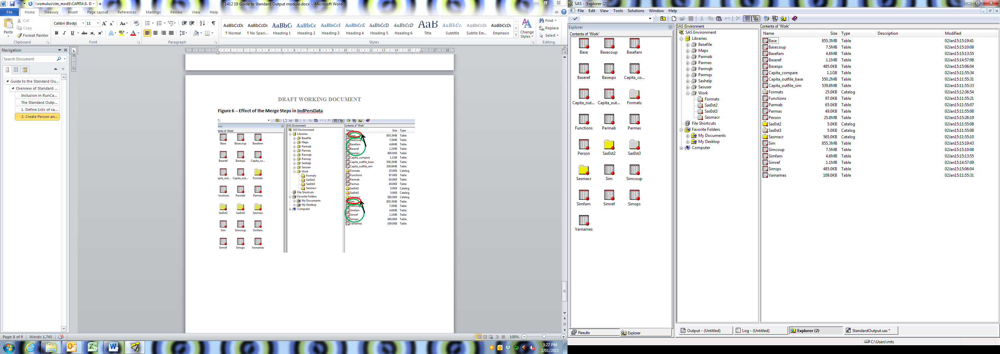 \\romulus\rim_mod$\CAPITA\5. D
1412 19 Guide to Standard Output module.docx - Microsoft Word
File Home Treasury Insert Page Layout References Mailings Review View Help
Paste
Cut
Copy
Format Painter
Clipboard
Calibri (Body) 11
Font
Paragraph
AaBbCcDc AaBbCcDc AaBbC AaBbCc AaBbCcI AaBbCcD AaBbCcD AaBbCcD AaB AaBbCc. AaBbCcDc AaBbCcDc
¶ Normal ¶ No Spaci... Heading 1 Heading 2 Heading 3 Heading 4 Heading 5 Heading 6 Title Subtitle Subtle Em... Emphasis
Styles
Change Styles
Find
Replace
Select
Editing
Navigation
Search Document
Guide to the Standard Ou...
Overview of Standard ...
Inclusion in RunCa...
The Standard Outp...
1. Define Lists of va...
2. Create Person an...
DRAFT WORKING DOCUMENT
Figure 6 – Effect of the Merge Steps in IndPersData
SAS Environment
Contents of 'Work'
SAS Environment
Libraries
Basefile
Maps
Parmab
Parmas
Parmqb
Parmqs
Sashelp
Sasuser
Work
Formats
Sas0st2
Sas0st3
Sasmacr
File Shortcuts
Favorite Folders
My Documents
My Desktop
Computer
Base Basecoup Basefam
Baseref Basesps Capita_co...
Capita_out... Formats
Parmab Parmas
Sas0st2 Sas0st3 Sasmacr
Sim Simcoup Simfam
Simref Simsps Varnames
Name Size Type
Base 855.3MB Table
Basecoup 7.5MB Table
Basefam 4.6MB Table
Baseref 1.1MB Table
Basesps 485.0KB Table
Capita_compare 1.1GB Table
Capita_outfile_base 550.2MB Table
Capita_outfile_sim 539.8MB Table
Formats 25.0KB Catalog
Functions 97.0KB Table
Parmab 65.0KB Table
Parmas 49.0KB Table
Sas0st2 5.0KB Catalog
Sas0st3 5.0KB Catalog
Sasmacr 565.0KB Catalog
Sim 855.3MB Table
Simcoup 7.5MB Table
Simfam 4.6MB Table
Simref 1.1MB Table
Simsps 485.0KB Table
Varnames 109.0KB Table
Page: 8 of 9 Words: 1,745
100%
3:27 PM
2/01/2015
SAS - [Explorer (2)]
File Edit View Tools Solutions Window Help
Explorer
Contents of 'Work'
Base Basecoup Basefam
Baseref Basesps Capita_co...
Capita_out... Capita_out... Formats
Functions Parmab Parmas
Person Sas0st2 Sas0st3
Sasmacr Sim Simcoup
Simfam Simref Simsps
Varnames
Results Explorer
SAS Environment
SAS Environment
Libraries
Basefile
Maps
Parmab
Parmas
Parmqb
Parmqs
Sashelp
Sasuser
Work
Formats
Sas0st2
Sas0st3
Sasmacr
File Shortcuts
Favorite Folders
My Documents
My Desktop
Computer
Contents of 'Work'
Name Size Type Description Modified
Base 855.3MB Table 02Jan15:15:19:41
Basecoup 7.5MB Table 02Jan15:15:10:08
Basefam 4.6MB Table 02Jan15:15:13:55
Baseref 1.1MB Table 02Jan15:14:57:08
Basesps 485.0KB Table 02Jan15:15:06:04
Capita_compare 1.1GB Table 02Jan15:11:55:34
Capita_outfile_base 550.2MB Table 02Jan15:11:55:31
Capita_outfile_sim 539.8MB Table 02Jan15:11:55:33
Formats 25.0KB Catalog 02Jan15:12:36:54
Functions 97.0KB Table 02Jan15:11:55:21
Parmab 65.0KB Table 02Jan15:11:55:07
Parmas 49.0KB Table 02Jan15:11:55:08
Person 25.8MB Table 02Jan15:15:26:19
Sas0st2 5.0KB Catalog 02Jan15:11:55:08
Sas0st3 5.0KB Catalog 02Jan15:11:55:08
Sasmacr 565.0KB Catalog 02Jan15:11:55:10
Sim 855.3MB Table 02Jan15:15:19:43
Simcoup 7.5MB Table 02Jan15:15:10:08
Simfam 4.6MB Table 02Jan15:15:13:55
Simref 1.1MB Table 02Jan15:14:57:09
Simsps 485.0KB Table 02Jan15:15:06:04
Varnames 109.0KB Table 02Jan15:11:55:31
Output - (Untitled) Log - (Untitled) Explorer (2) StandardOutput.sas *
C:\Users\mts